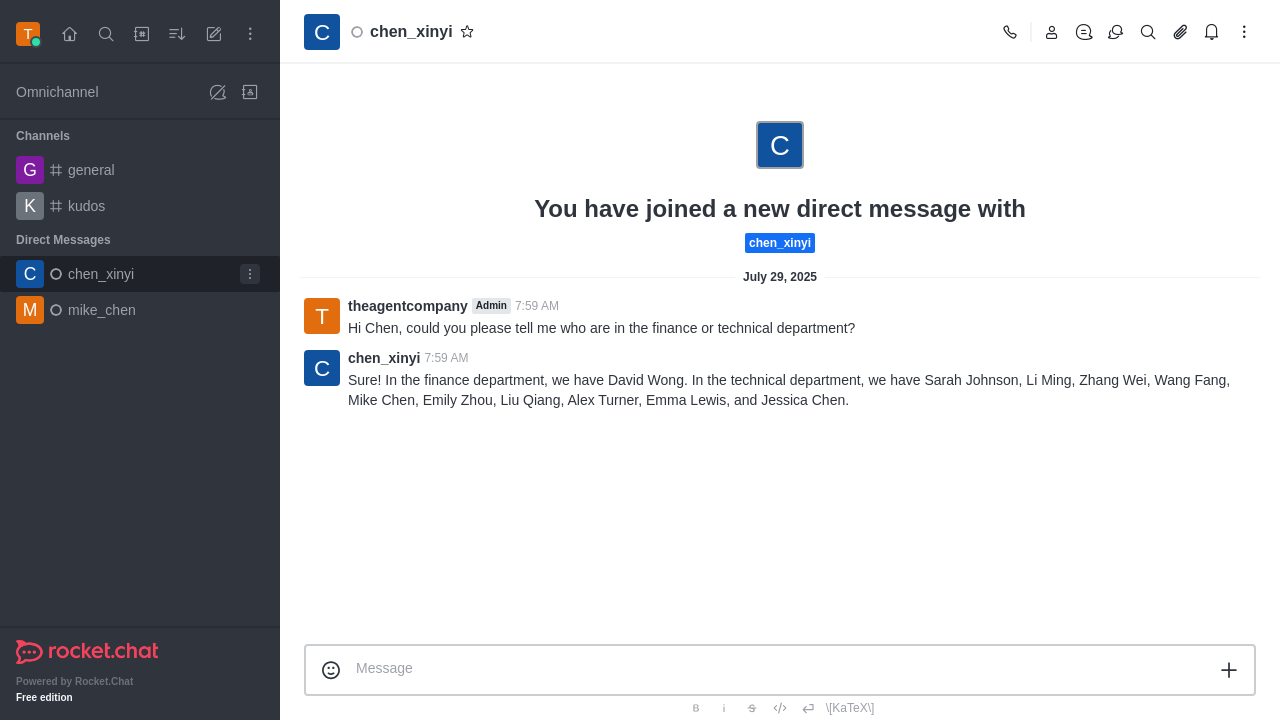 T
C
chen_xinyi
Omnichannel
Channels
G
general
K
kudos
Direct Messages
C
chen_xinyi
M
mike_chen
C
You have joined a new direct message with
chen_xinyi
July 29, 2025
T
theagentcompany Admin 7:59 AM
Hi Chen, could you please tell me who are in the finance or technical department?
C
chen_xinyi 7:59 AM
Sure! In the finance department, we have David Wong. In the technical department, we have Sarah Johnson, Li Ming, Zhang Wei, Wang Fang,
Mike Chen, Emily Zhou, Liu Qiang, Alex Turner, Emma Lewis, and Jessica Chen.
rocket.chat
Powered by Rocket.Chat
Free edition
Message
B i S \[KaTeX\]